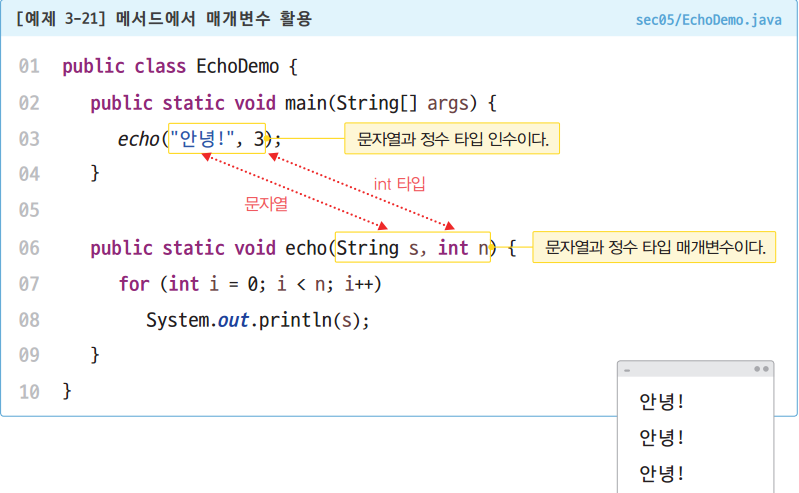 [예제 3-21] 메서드에서 매개변수 활용 sec05/EchoDemo.java
01 public class EchoDemo {
02 public static void main(String[] args) {
03 echo("안녕!", 3); 문자열과 정수 타입 인수이다.
04 }
int 타입
문자열
05
06 public static void echo(String s, int n) { 문자열과 정수 타입 매개변수이다.
07 for (int i = 0; i < n; i++)
08 System.out.println(s);
09 }
10 }
안녕!
안녕!
안녕!